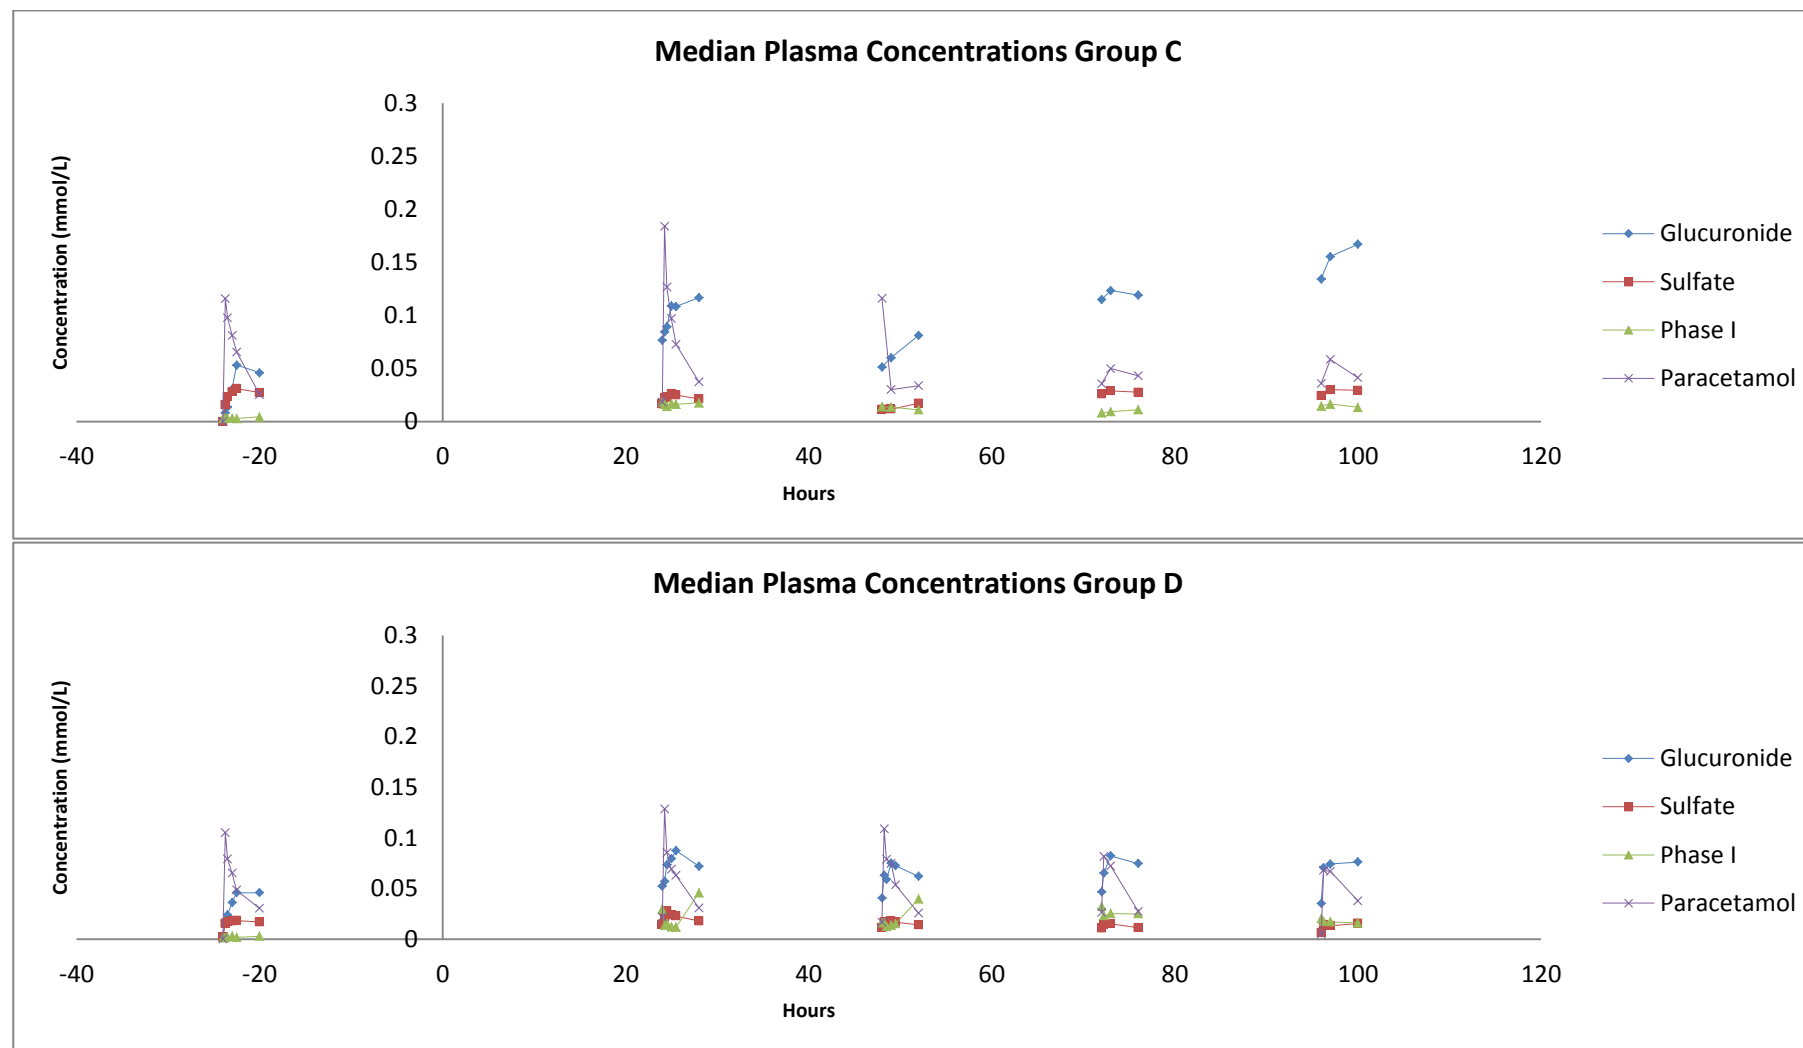 Median Plasma Concentrations Group C
Concentration (mmol/L)
0.3
0.25
0.2
0.15
0.1
0.05
0
-40 -20 0 20 40 60 80 100 120
Hours
Glucuronide
Sulfate
Phase I
Paracetamol
Median Plasma Concentrations Group D
Concentration (mmol/L)
0.3
0.25
0.2
0.15
0.1
0.05
0
-40 -20 0 20 40 60 80 100 120
Hours
Glucuronide
Sulfate
Phase I
Paracetamol